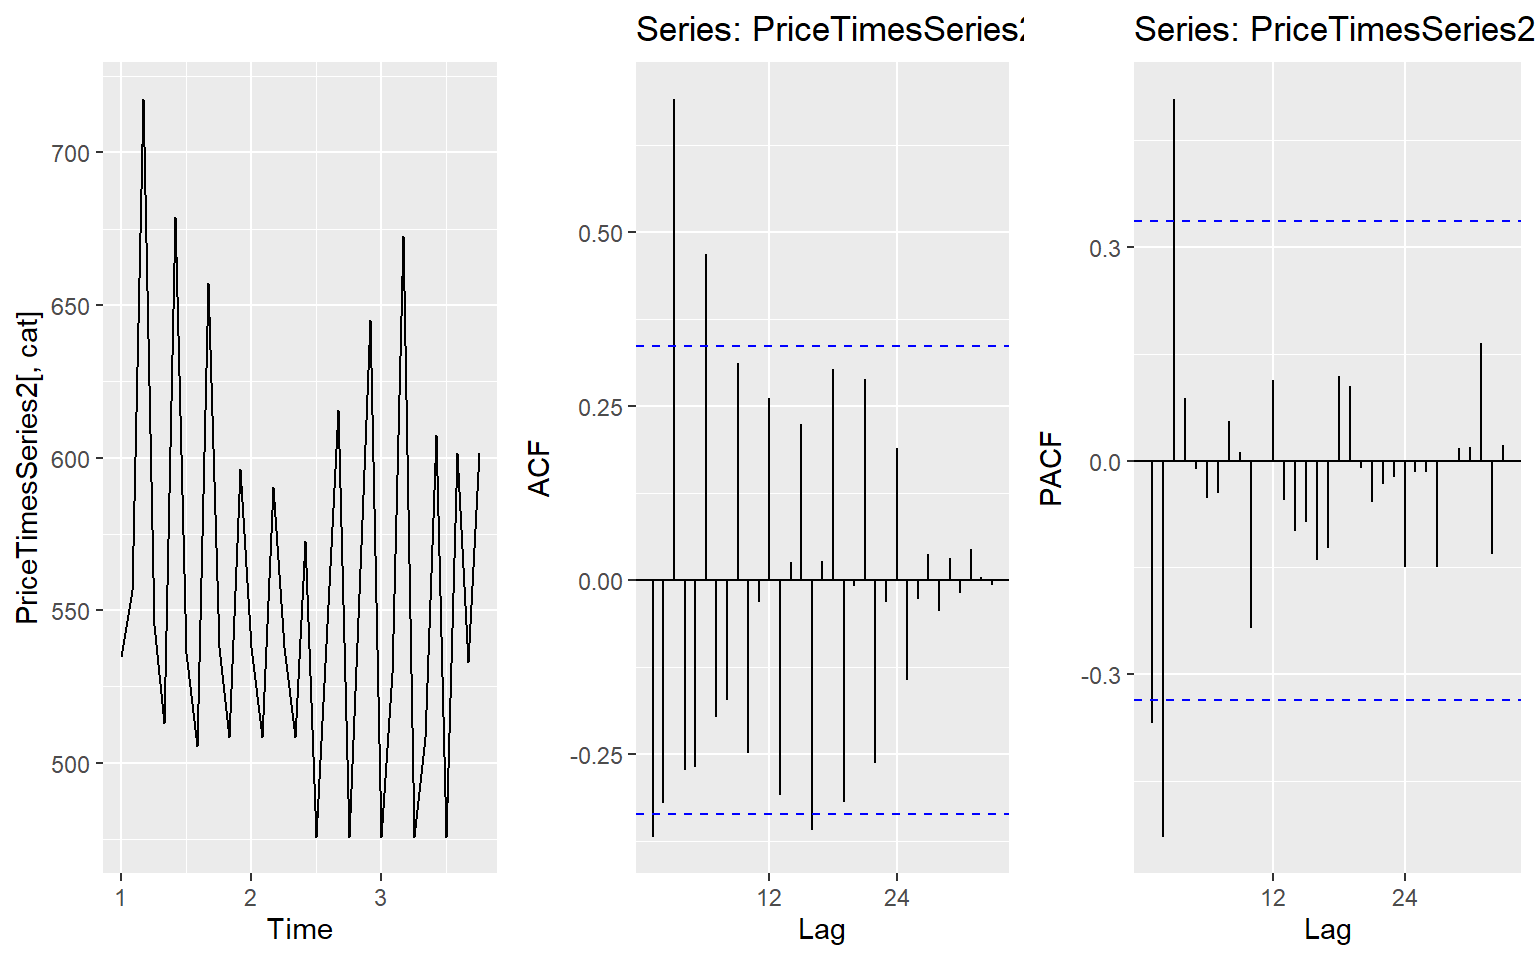 700
650
600
550
500
PriceTimesSeries2[, cat]
1 2 3
Time
Series: PriceTimesSeries2
0.50
0.25
0.00
-0.25
ACF
12 24
Lag
Series: PriceTimesSeries2
0.3
0.0
-0.3
PACF
12 24
Lag